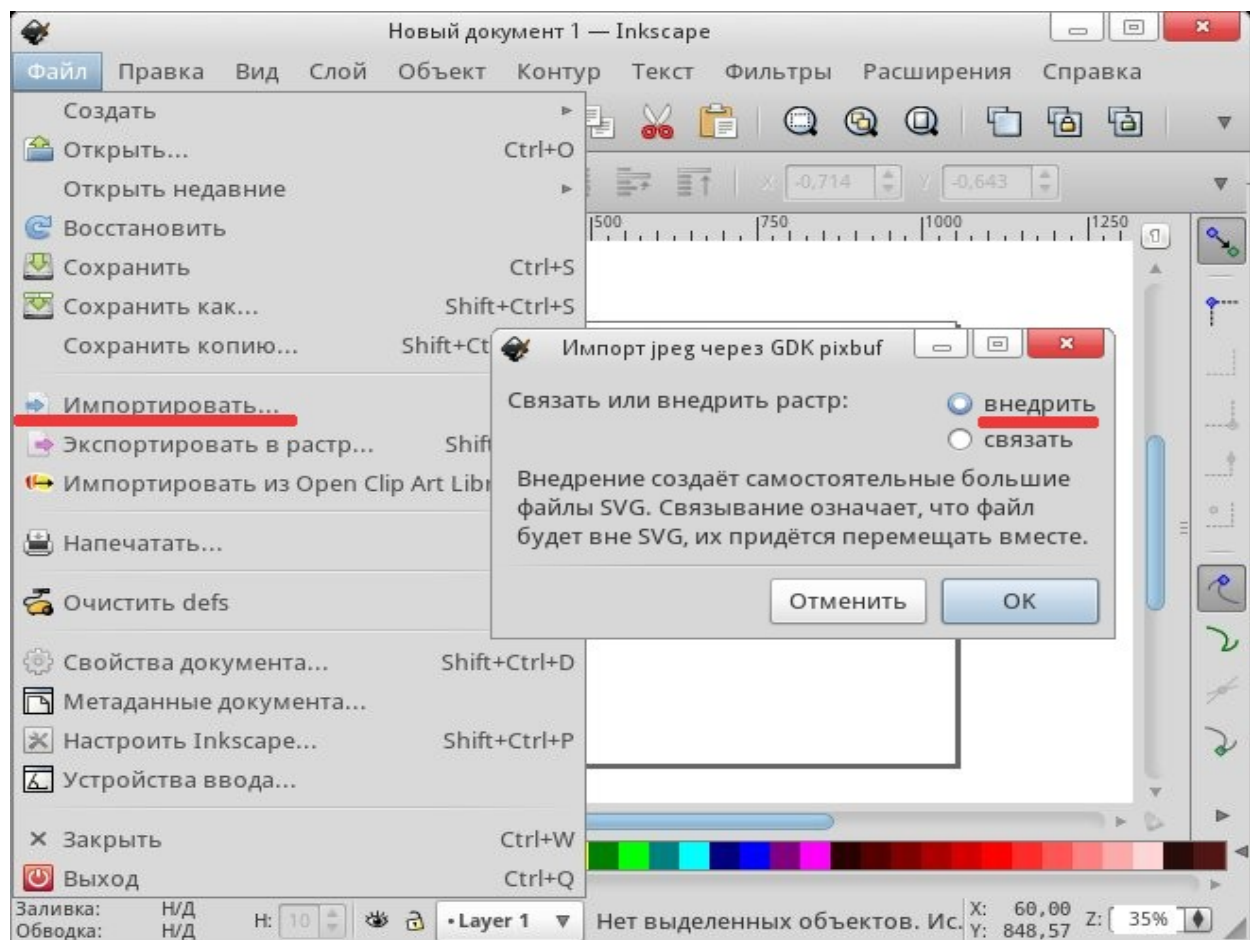 Новый документ 1 — Inkscape
Файл Правка Вид Слой Объект Контур Текст Фильтры Расширения Справка
Создать
Открыть... Ctrl+O
Открыть недавние
X -0,714 Y -0,643
Восстановить
500 750 1000 1250
Сохранить Ctrl+S
Сохранить как... Shift+Ctrl+S
Сохранить копию... Shift+Ct
Импортировать...
Экспортировать в растр... Shift
Импортировать из Open Clip Art Libr
Напечатать...
Очистить defs
Свойства документа... Shift+Ctrl+D
Метаданные документа...
Настроить Inkscape... Shift+Ctrl+P
Устройства ввода...
Закрыть Ctrl+W
Выход Ctrl+Q
Импорт jpeg через GDK pixbuf
Связать или внедрить растр: внедрить
связать
Внедрение создаёт самостоятельные большие
файлы SVG. Связывание означает, что файл
будет вне SVG, их придётся перемещать вместе.
Отменить OK
Заливка: Н/Д
Обводка: Н/Д
Н: 10 •Layer 1 Нет выделенных объектов. Ис.
X: 60,00
Y: 848,57
Z: 35%